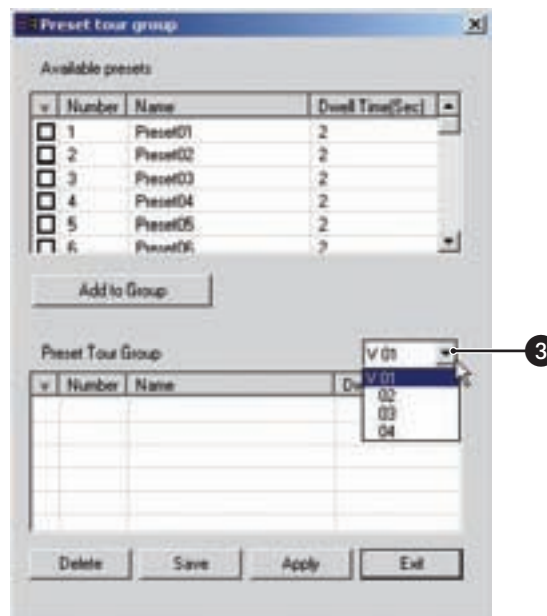 Preset tour group
Available presets
v Number Name Dwell Time(Sec)
1 Preset01 2
2 Preset02 2
3 Preset03 2
4 Preset04 2
5 Preset05 2
6 Preset06 2
Add to Group
Preset Tour Group V 01
3
v Number Name Dw
V 01
02
03
04
Delete Save Apply Exit